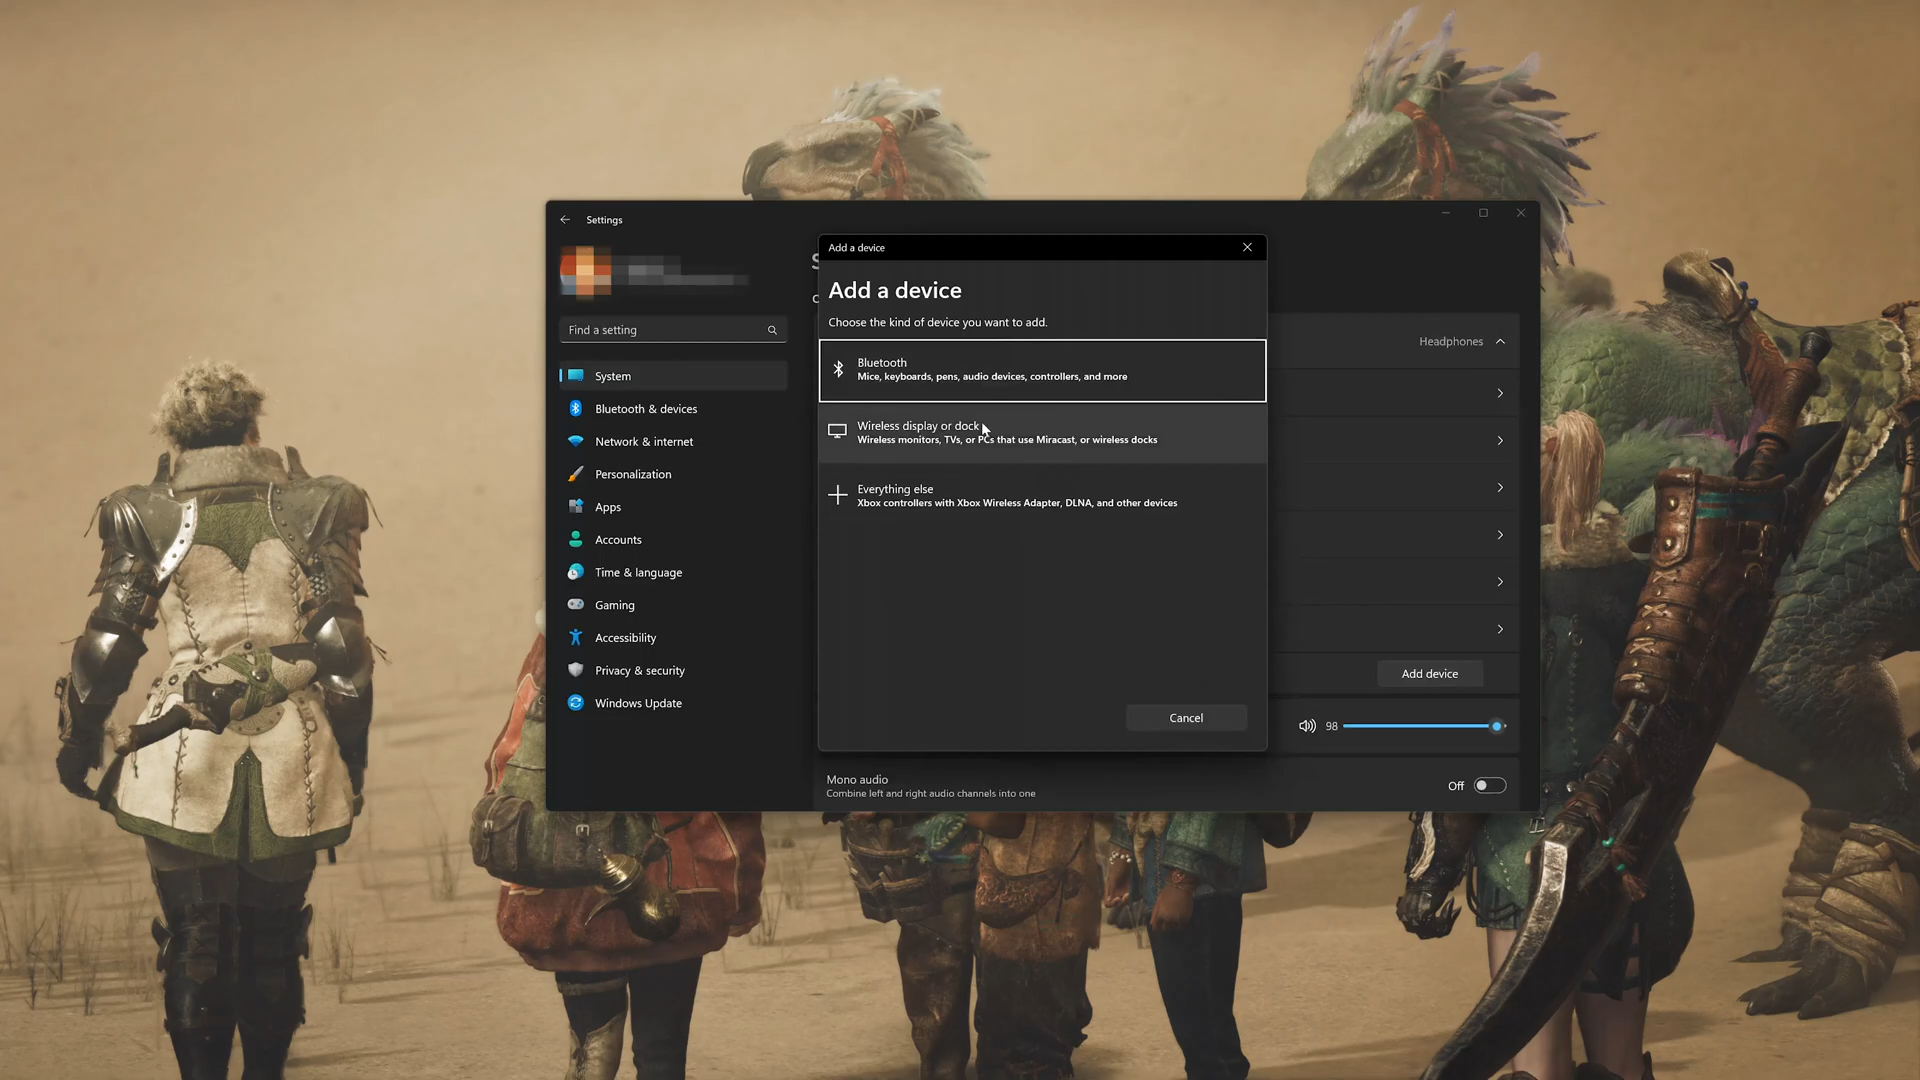 Settings
Find a setting
System
Bluetooth & devices
Network & internet
Personalization
Apps
Accounts
Time & language
Gaming
Accessibility
Privacy & security
Windows Update
Add a device
Add a device
Choose the kind of device you want to add.
Bluetooth
Mice, keyboards, pens, audio devices, controllers, and more
Wireless display or dock
Wireless monitors, TVs, or PCs that use Miracast, or wireless docks
Everything else
Xbox controllers with Xbox Wireless Adapter, DLNA, and other devices
Cancel
Headphones
Add device
98
Mono audio
Combine left and right audio channels into one
Off